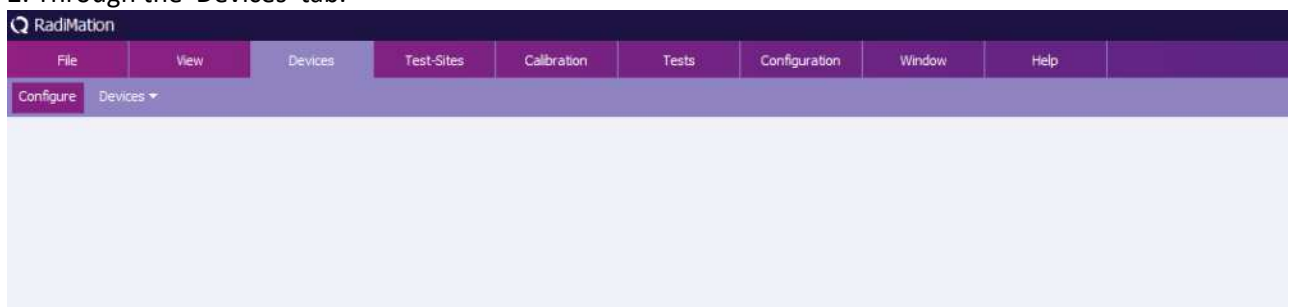 2. Through the 'Devices' tab.
RadiMation
File View Devices Test-Sites Calibration Tests Configuration Window Help
Configure Devices